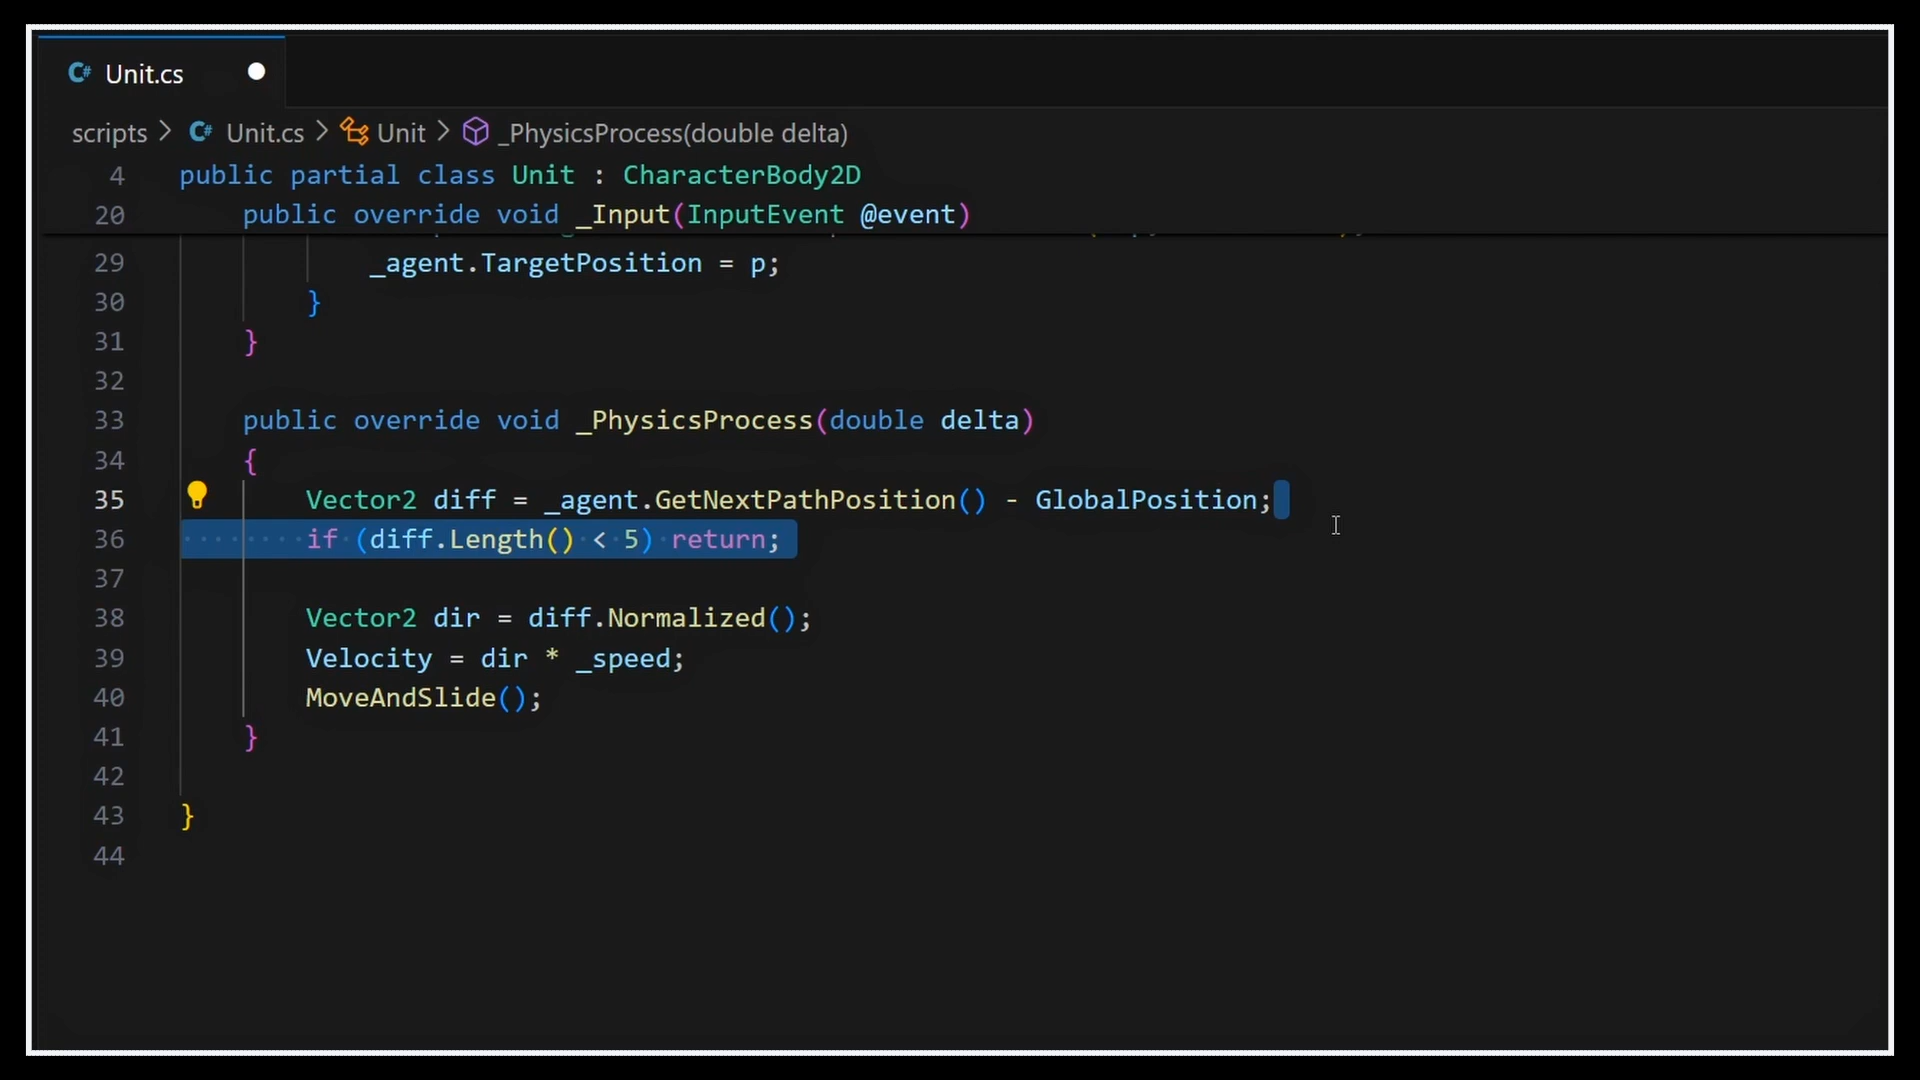 Unit.cs
scripts > Unit.cs > Unit > _PhysicsProcess(double delta)
4 public partial class Unit : CharacterBody2D
20 public override void _Input(InputEvent @event)
29 _agent.TargetPosition = p;
30 }
31 }
32
33 public override void _PhysicsProcess(double delta)
34 {
35 Vector2 diff = _agent.GetNextPathPosition() - GlobalPosition;
36 if (diff.Length() < 5) return;
37
38 Vector2 dir = diff.Normalized();
39 Velocity = dir * _speed;
40 MoveAndSlide();
41 }
42
43 }
44